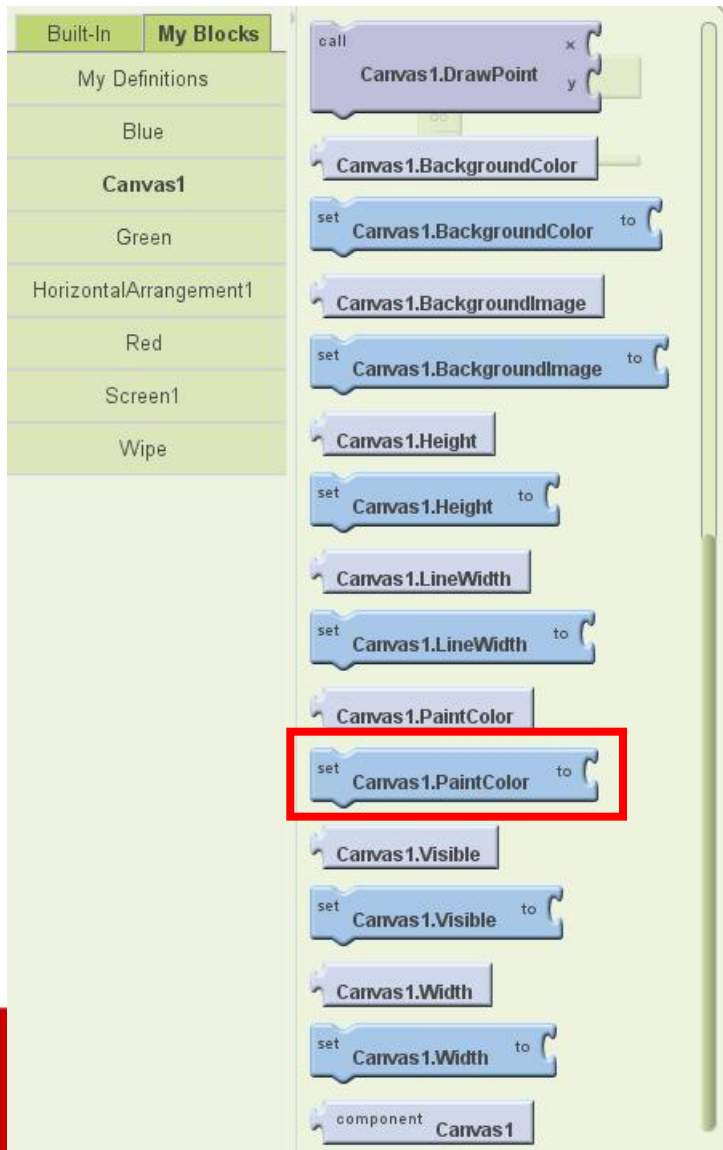 Built-In My Blocks
My Definitions
Blue
Canvas1
Green
HorizontalArrangement1
Red
Screen1
Wipe
call Canvas1.DrawPoint x y
do
Canvas1.BackgroundColor
set Canvas1.BackgroundColor to
Canvas1.BackgroundImage
set Canvas1.BackgroundImage to
Canvas1.Height
set Canvas1.Height to
Canvas1.LineWidth
set Canvas1.LineWidth to
Canvas1.PaintColor
set Canvas1.PaintColor to
Canvas1.Visible
set Canvas1.Visible to
Canvas1.Width
set Canvas1.Width to
component Canvas1